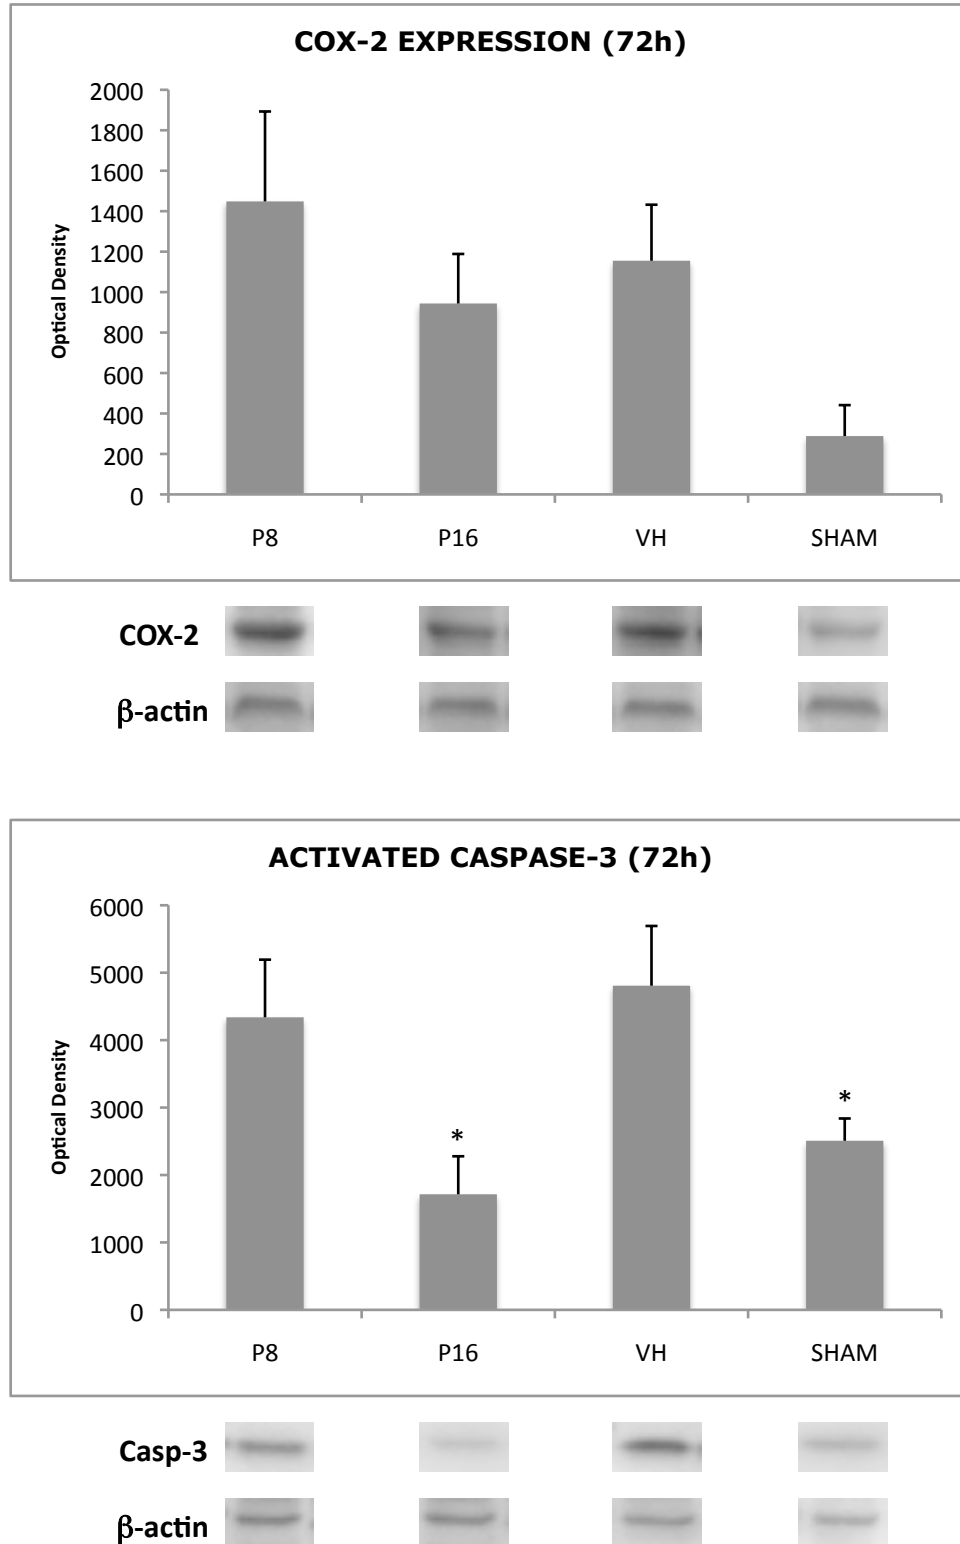 COX-2 EXPRESSION (72h)
2000
1800
1600
1400
1200
1000
800
600
400
200
0
Optical Density
P8 P16 VH SHAM
COX-2
β-actin
ACTIVATED CASPASE-3 (72h)
6000
5000
4000
3000
2000
1000
0
Optical Density
*
*
P8 P16 VH SHAM
Casp-3
β-actin